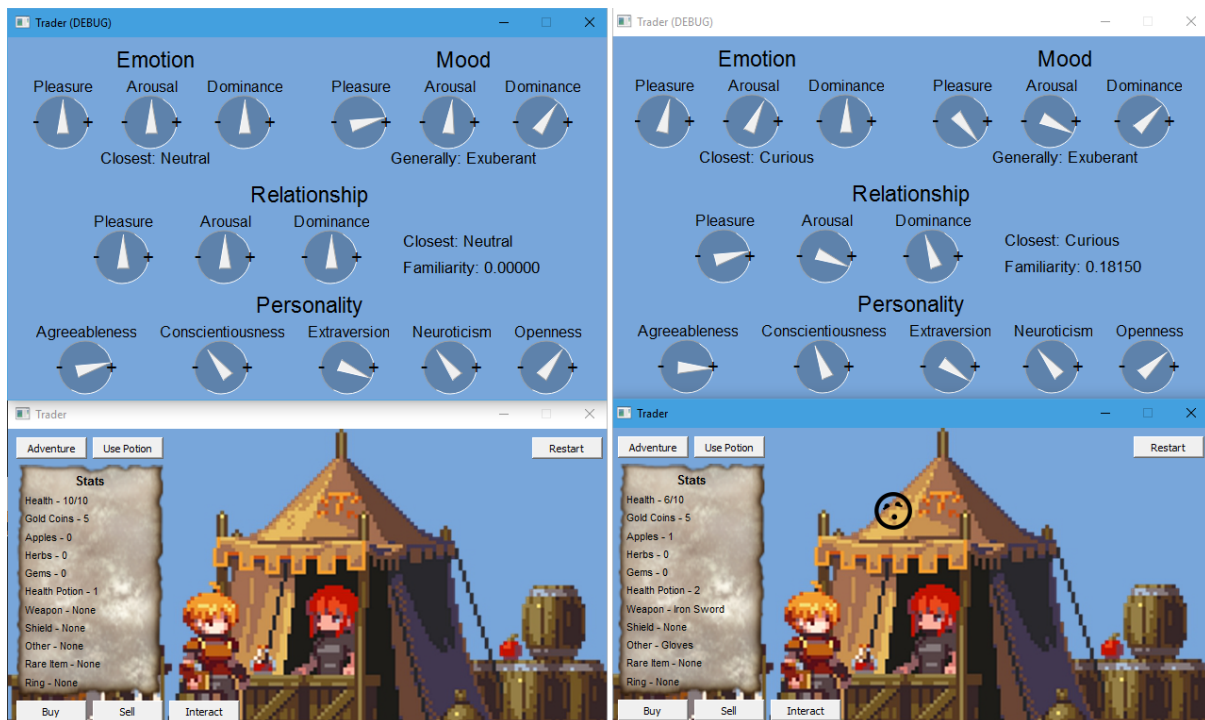 Trader (DEBUG)
Emotion
Mood
Pleasure Arousal Dominance
Pleasure Arousal Dominance
- + - + - +
- + - + - +
Closest: Neutral
Generally: Exuberant
Relationship
Pleasure Arousal Dominance
- + - + - +
Closest: Neutral
Familiarity: 0.00000
Personality
Agreeableness Conscientiousness Extraversion Neuroticism Openness
- + - + - + - + - +
Trader
Adventure Use Potion Restart
Stats
Health - 10/10
Gold Coins - 5
Apples - 0
Herbs - 0
Gems - 0
Health Potion - 1
Weapon - None
Shield - None
Other - None
Rare Item - None
Ring - None
Buy Sell Interact
Trader (DEBUG)
Emotion
Mood
Pleasure Arousal Dominance
Pleasure Arousal Dominance
- + - + - +
- + - + - +
Closest: Curious
Generally: Exuberant
Relationship
Pleasure Arousal Dominance
- + - + - +
Closest: Curious
Familiarity: 0.18150
Personality
Agreeableness Conscientiousness Extraversion Neuroticism Openness
- + - + - + - + - +
Trader
Adventure Use Potion Restart
Stats
Health - 6/10
Gold Coins - 5
Apples - 1
Herbs - 0
Gems - 0
Health Potion - 2
Weapon - Iron Sword
Shield - None
Other - Gloves
Rare Item - None
Ring - None
Buy Sell Interact